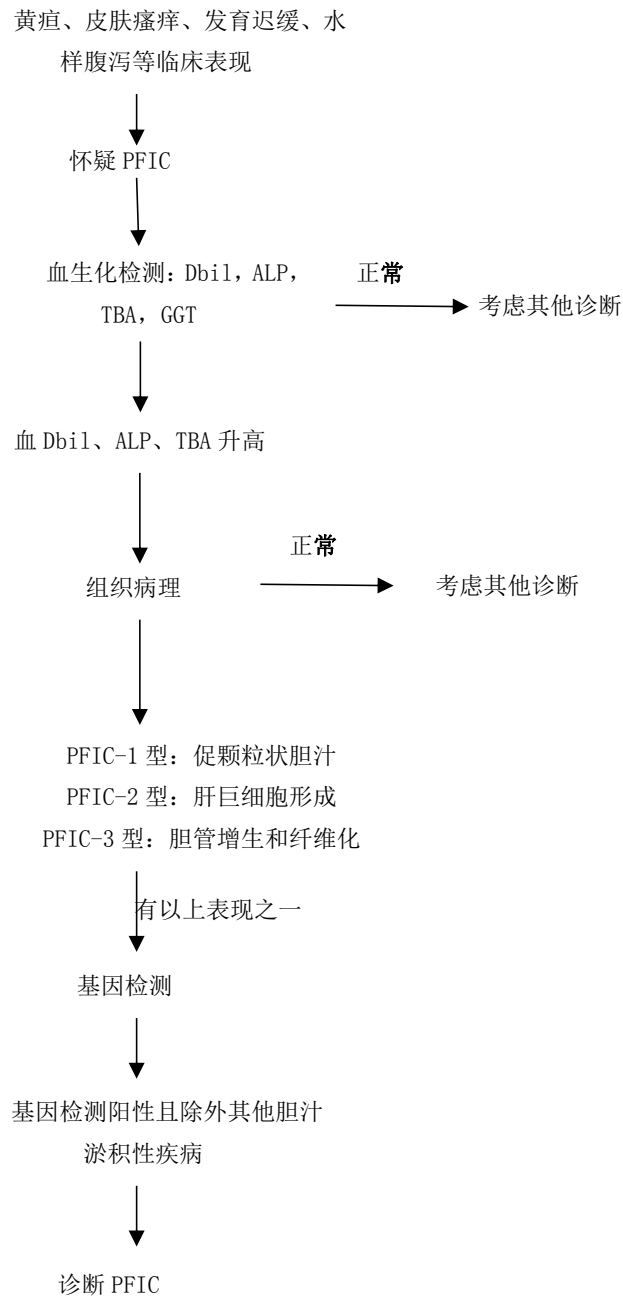 黄疸、皮肤瘙痒、发育迟缓、水
样腹泻等临床表现
怀疑 PFIC
血生化检测：Dbil，ALP，
TBA，GGT
正常
考虑其他诊断
血 Dbil、ALP、TBA 升高
正常
组织病理
考虑其他诊断
PFIC-1 型：促颗粒状胆汁
PFIC-2 型：肝巨细胞形成
PFIC-3 型：胆管增生和纤维化
有以上表现之一
基因检测
基因检测阳性且除外其他胆汁
淤积性疾病
诊断 PFIC